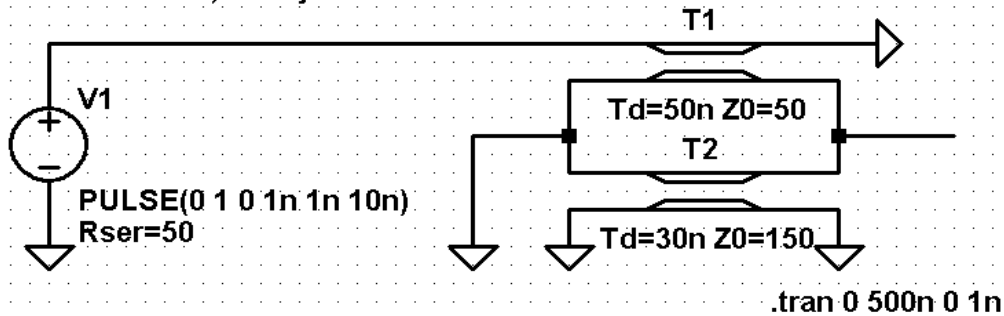 T1
V1
Td=50n Z0=50
T2
PULSE(0 1 0 1n 1n 10n)
Rser=50
Td=30n Z0=150
.tran 0 500n 0 1n